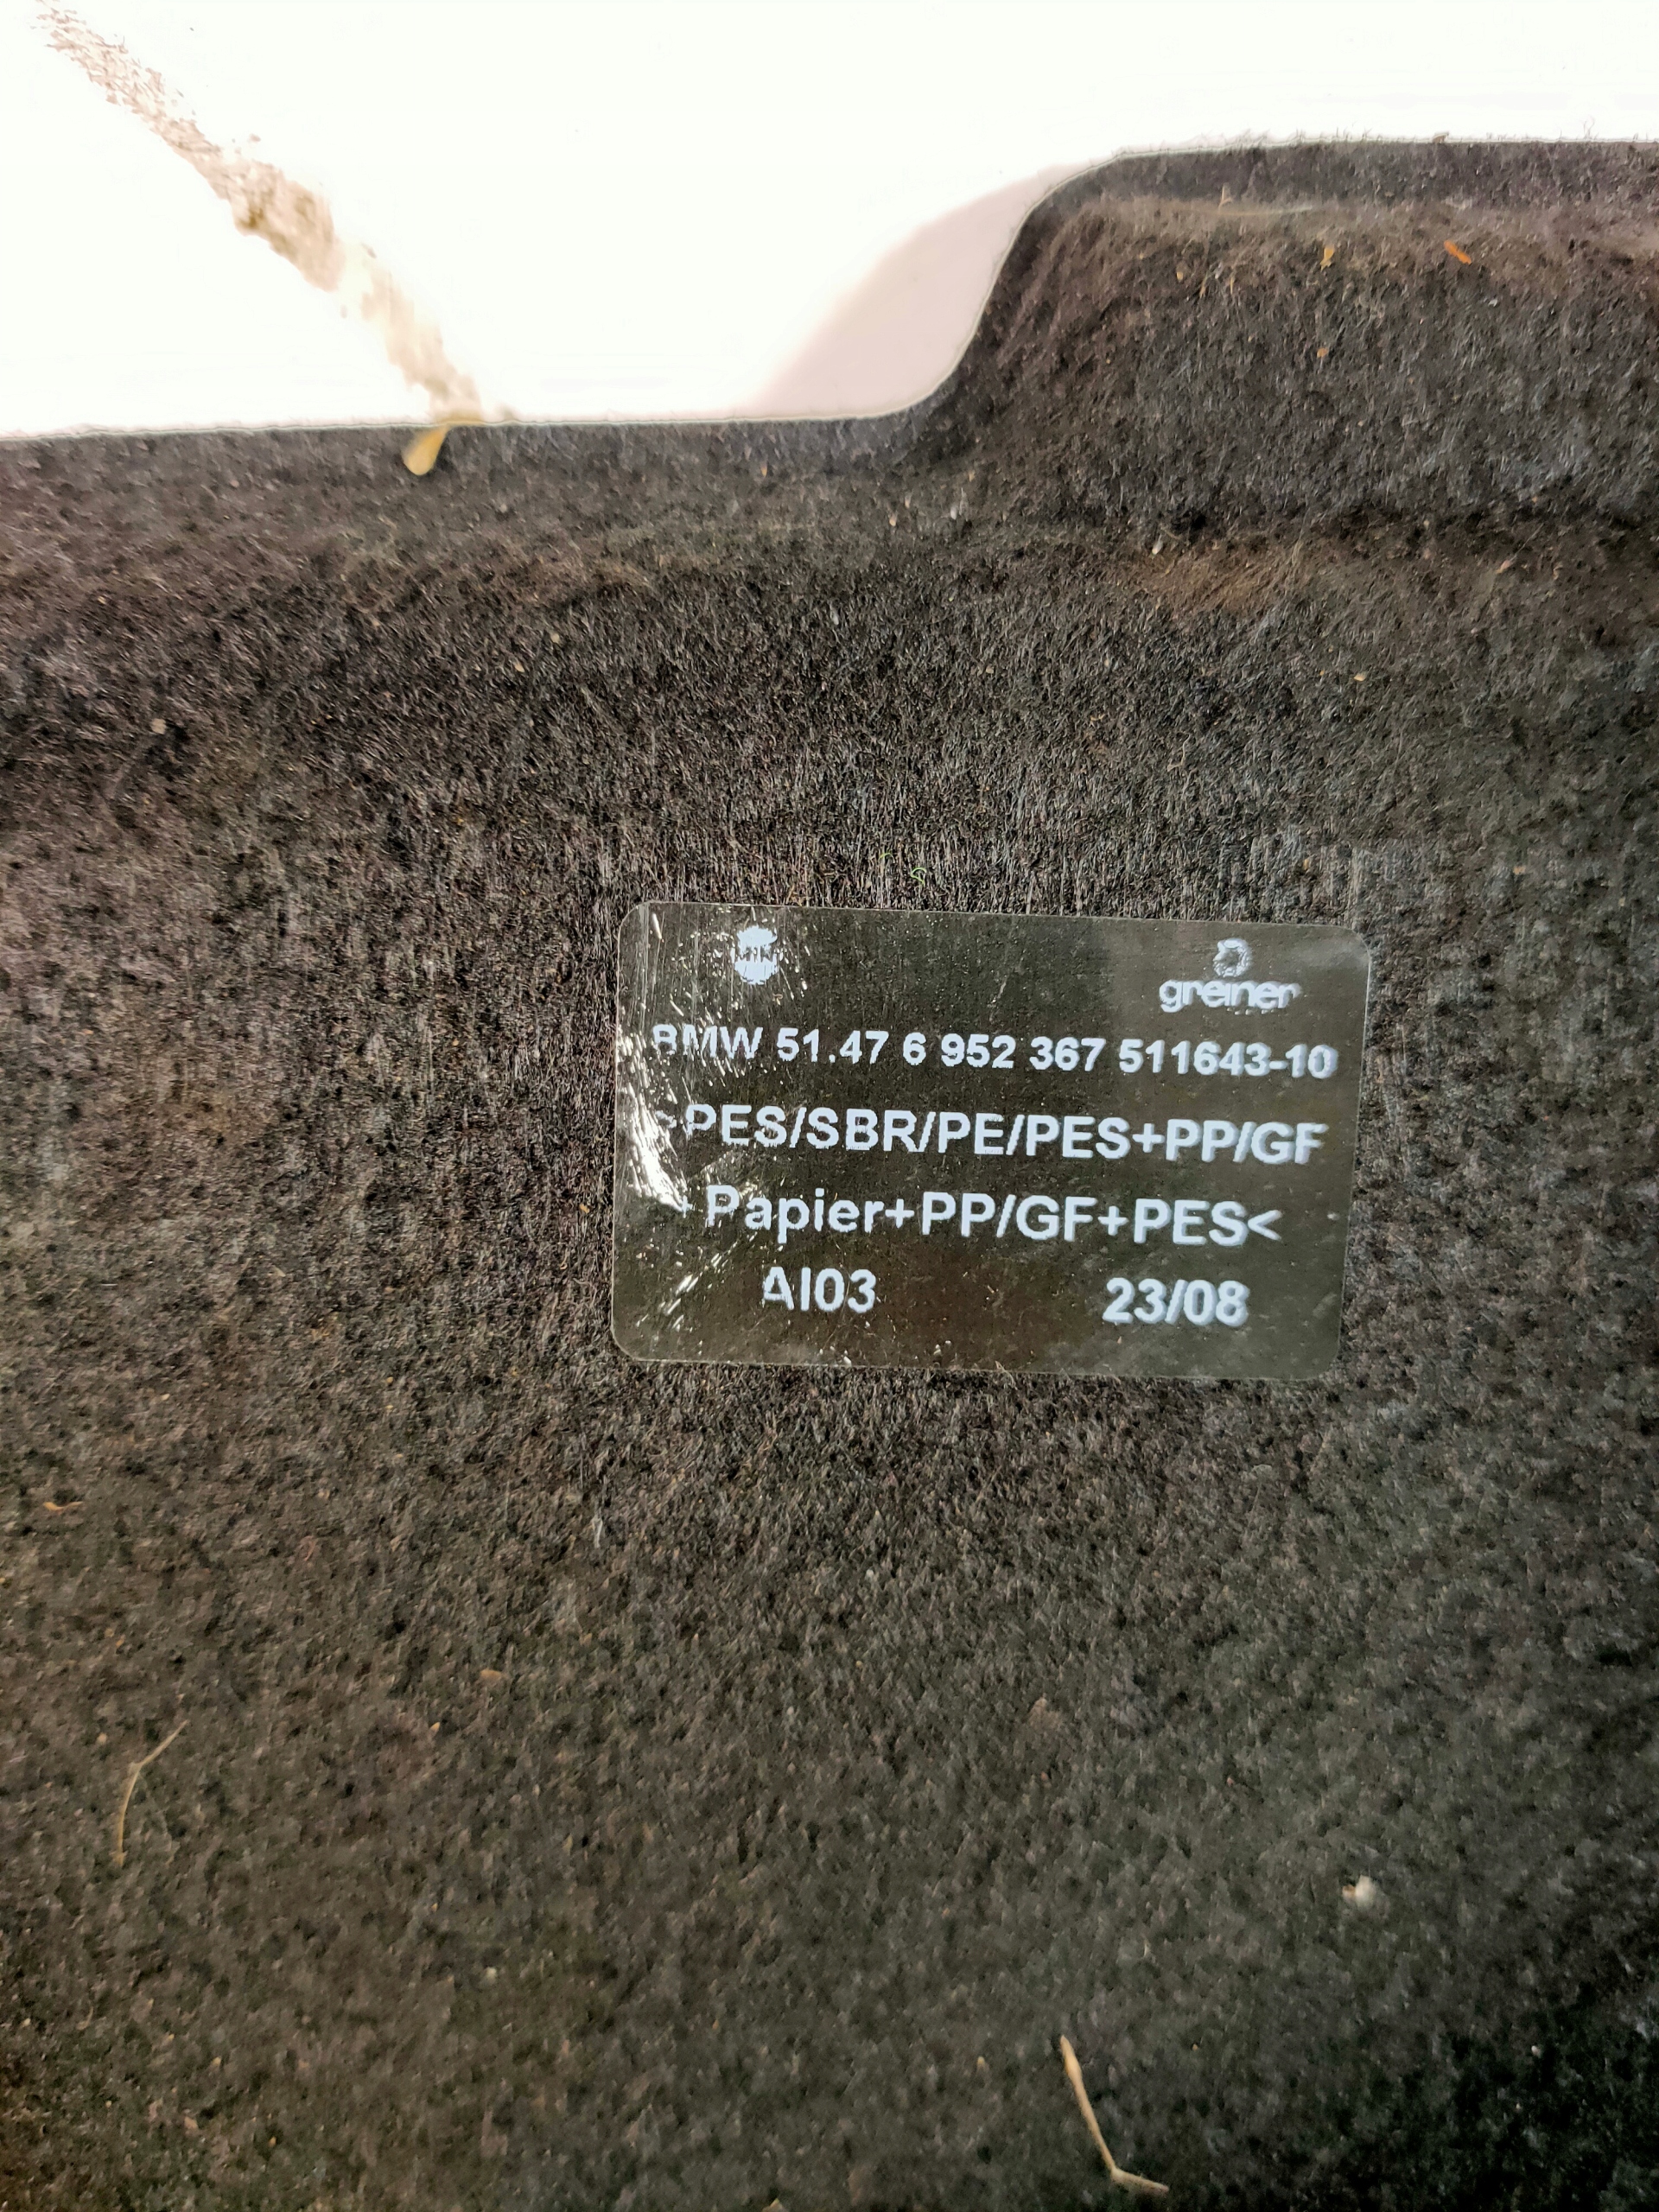 MINI
greiner
BMW 51.47 6 952 367 511643-10
>PES/SBR/PE/PES+PP/GF
+Papier+PP/GF+PES<
AI03 23/08